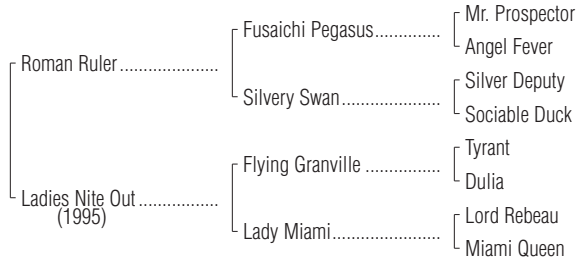 Mr. Prospector
Fusaichi Pegasus..............
Angel Fever
Roman Ruler.....................
Silver Deputy
Silvery Swan.....................
Sociable Duck
Tyrant
Flying Granville ................
Dulia
Ladies Nite Out.................
(1995)
Lord Rebeau
Lady Miami.......................
Miami Queen